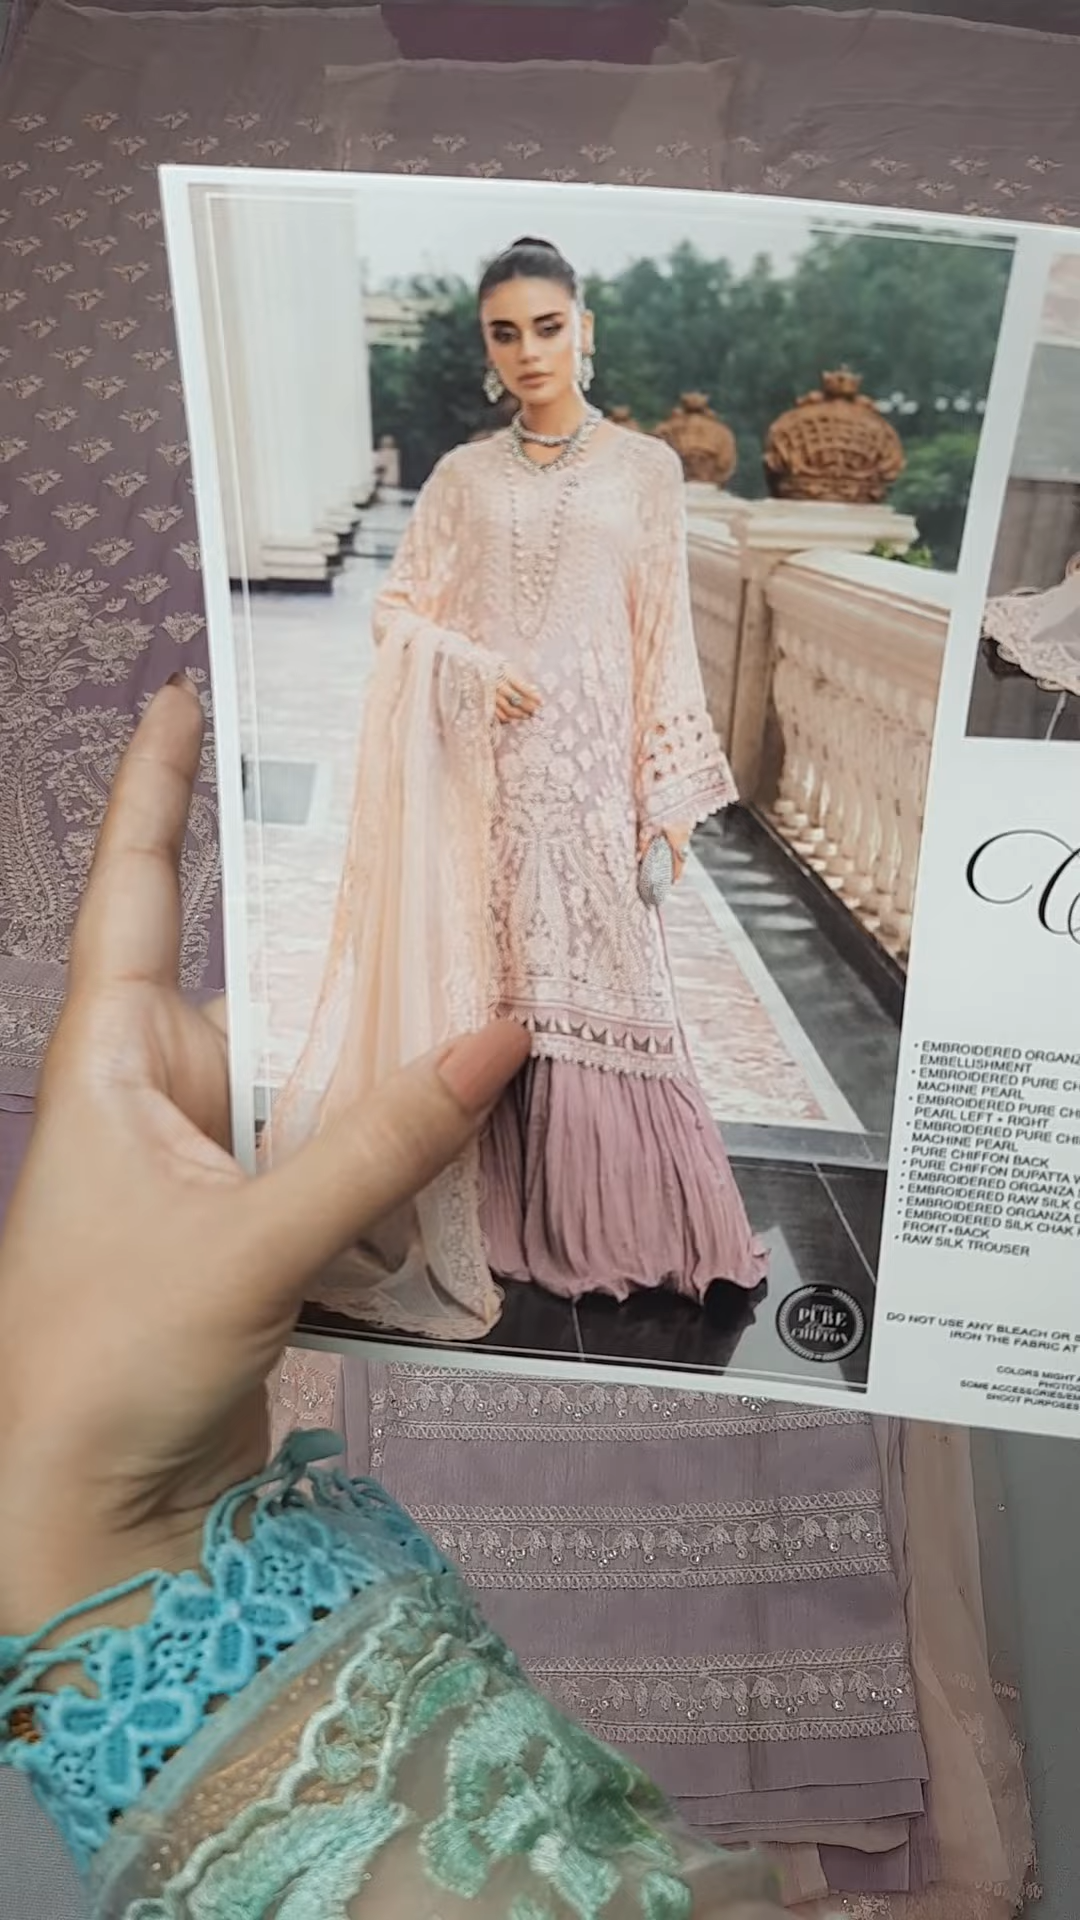 • EMBROIDERED ORGANZA
EMBELLISHMENT
• EMBROIDERED PURE CH
MACHINE PEARL
• EMBROIDERED PURE CH
PEARL LEFT + RIGHT
• EMBROIDERED PURE CHI
MACHINE PEARL
• PURE CHIFFON BACK
• PURE CHIFFON DUPATTA W
• EMBROIDERED ORGANZA
• EMBROIDERED RAW SILK
• EMBROIDERED ORGANZA
• EMBROIDERED SILK CHAK
FRONT+BACK
• RAW SILK TROUSER
PURE
CHIFFON
DO NOT USE ANY BLEACH OR S
IRON THE FABRIC AT
COLORS MIGHT
PHOTOG
SOME ACCESSORIES/EM
SHOOT PURPOSES